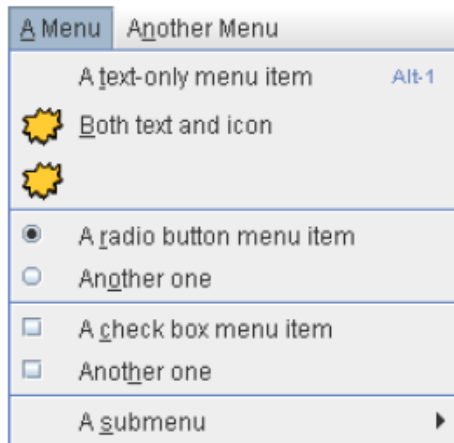 A Menu Another Menu
A text-only menu item Alt-1
Both text and icon
A radio button menu item
Another one
A check box menu item
Another one
A submenu